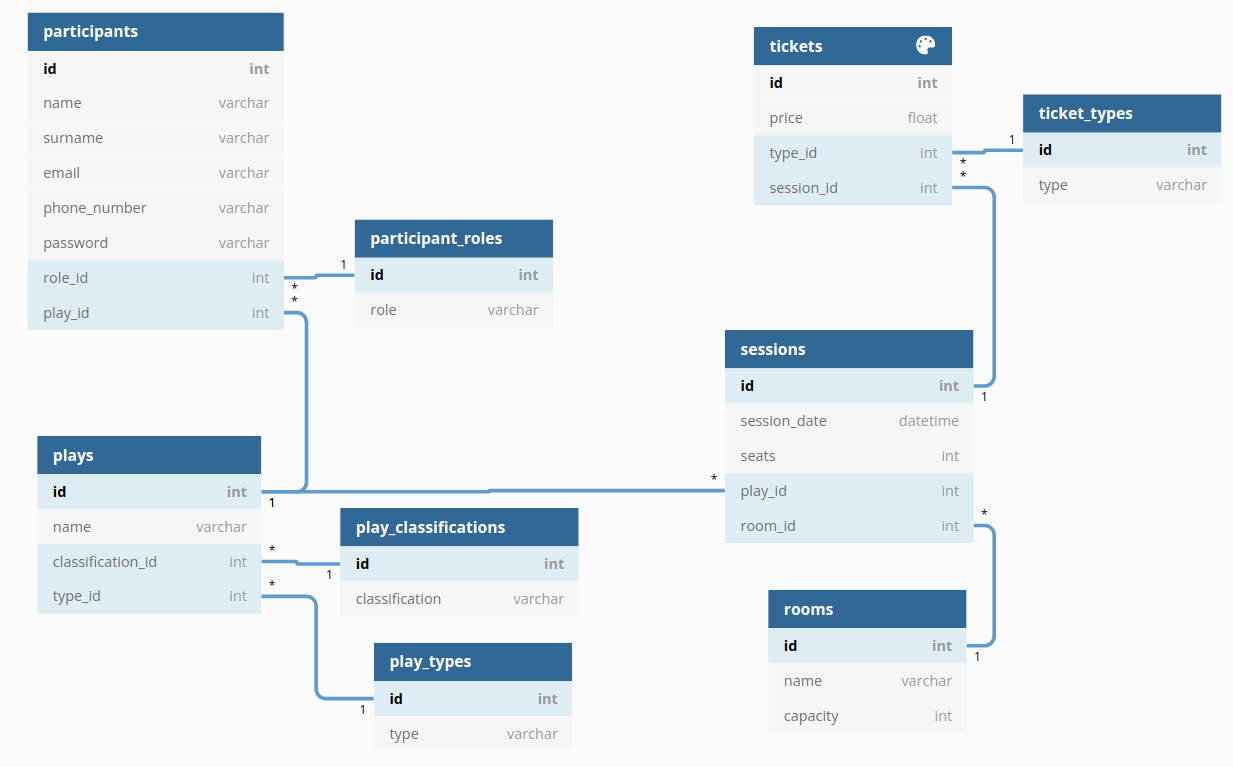 participants
id int
name varchar
surname varchar
email varchar
phone_number varchar
password varchar
role_id int
play_id int
*
*
1
participant_roles
id int
role varchar
tickets
id int
price float
type_id int
session_id int
*
*
1
ticket_types
id int
type varchar
sessions
id int
session_date datetime
seats int
play_id int
room_id int
1
*
*
plays
id int
name varchar
classification_id int
type_id int
1
*
*
play_classifications
id int
classification varchar
1
play_types
id int
type varchar
1
rooms
id int
name varchar
capacity int
1